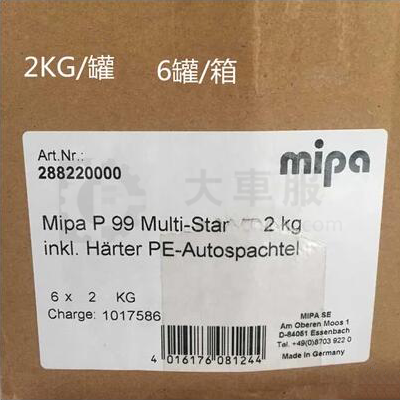 2KG/罐 6罐/箱
Art.Nr.:
288220000
mipa
大車服
Mipa P 99 Multi-Star 2 kg
inkl. Härter PE-Autospachtel
6 x 2 KG
Charge: 1017586
4 016176 081244
MIPA SE
Am Oberen Moos 1
D-84051 Essenbach
Tel. +49(0)8703 922 0
Made in Germany